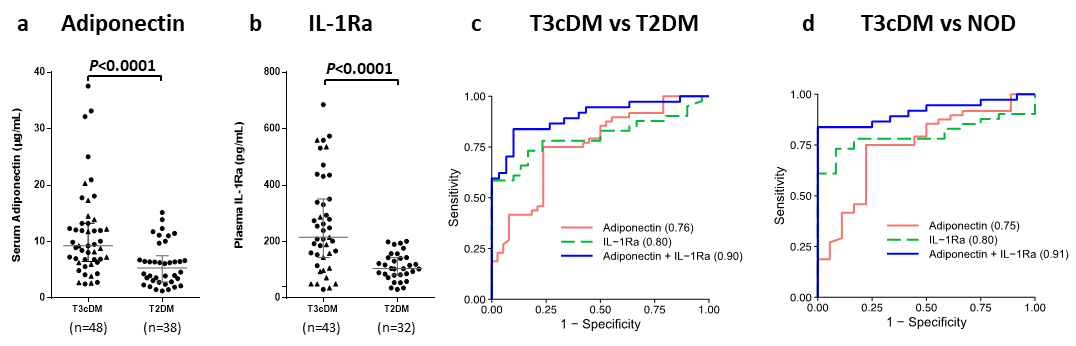 a Adiponectin
P<0.0001
Serum Adiponectin (µg/mL)
40
30
20
10
0
T3cDM T2DM
(n=48) (n=38)
b IL-1Ra
P<0.0001
Plasma IL-1Ra (pg/mL)
800
600
400
200
0
T3cDM T2DM
(n=43) (n=32)
c T3cDM vs T2DM
Sensitivity
1.00
0.75
0.50
0.25
0.00
Adiponectin (0.76)
IL−1Ra (0.80)
Adiponectin + IL−1Ra (0.90)
0.00 0.25 0.50 0.75 1.00
1 − Specificity
d T3cDM vs NOD
Sensitivity
1.00
0.75
0.50
0.25
0.00
Adiponectin (0.75)
IL−1Ra (0.80)
Adiponectin + IL−1Ra (0.91)
0.00 0.25 0.50 0.75 1.00
1 − Specificity